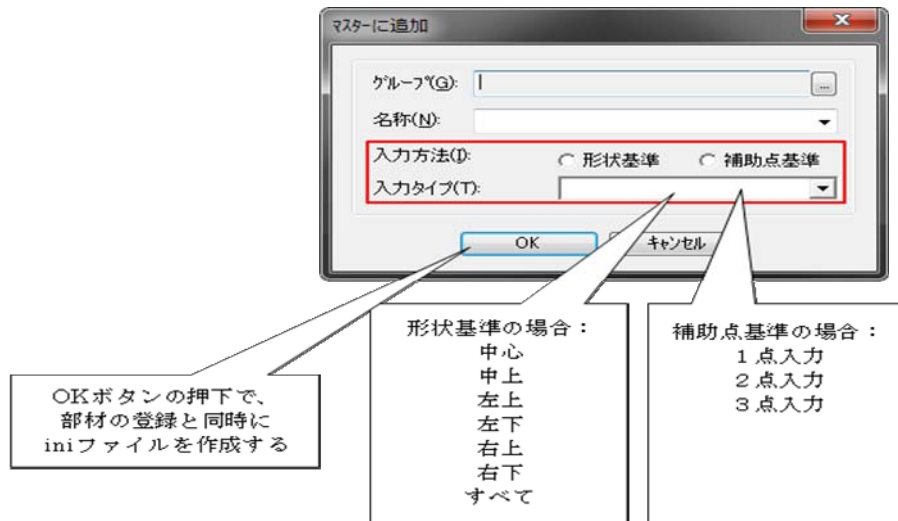 マスターに追加
グループ(G):
...
名称(N):
入力方法(I):
形状基準
補助点基準
入力タイプ(T):
OK
キャンセル
形状基準の場合：
中心
中上
左上
左下
右上
右下
すべて
補助点基準の場合：
１点入力
２点入力
３点入力
OKボタンの押下で、
部材の登録と同時に
iniファイルを作成する